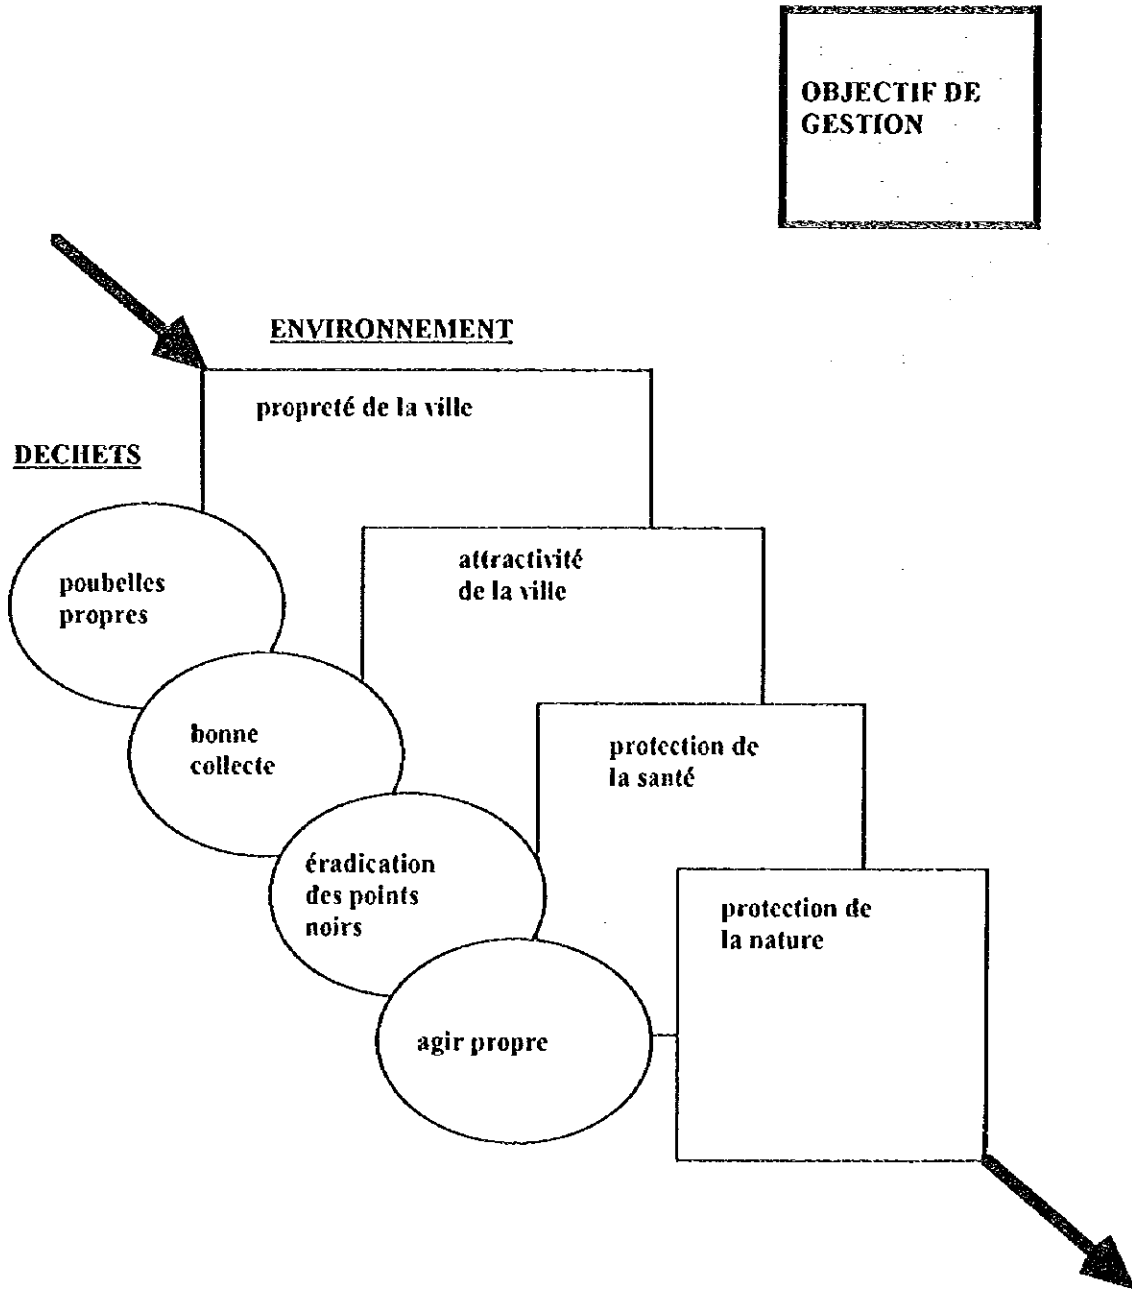 OBJECTIF DE
GESTION
ENVIRONNEMENT
propreté de la ville
DECHETS
attractivité
de la ville
poubelles
propres
bonne
collecte
protection de
la santé
éradication
des points
noirs
protection de
la nature
agir propre